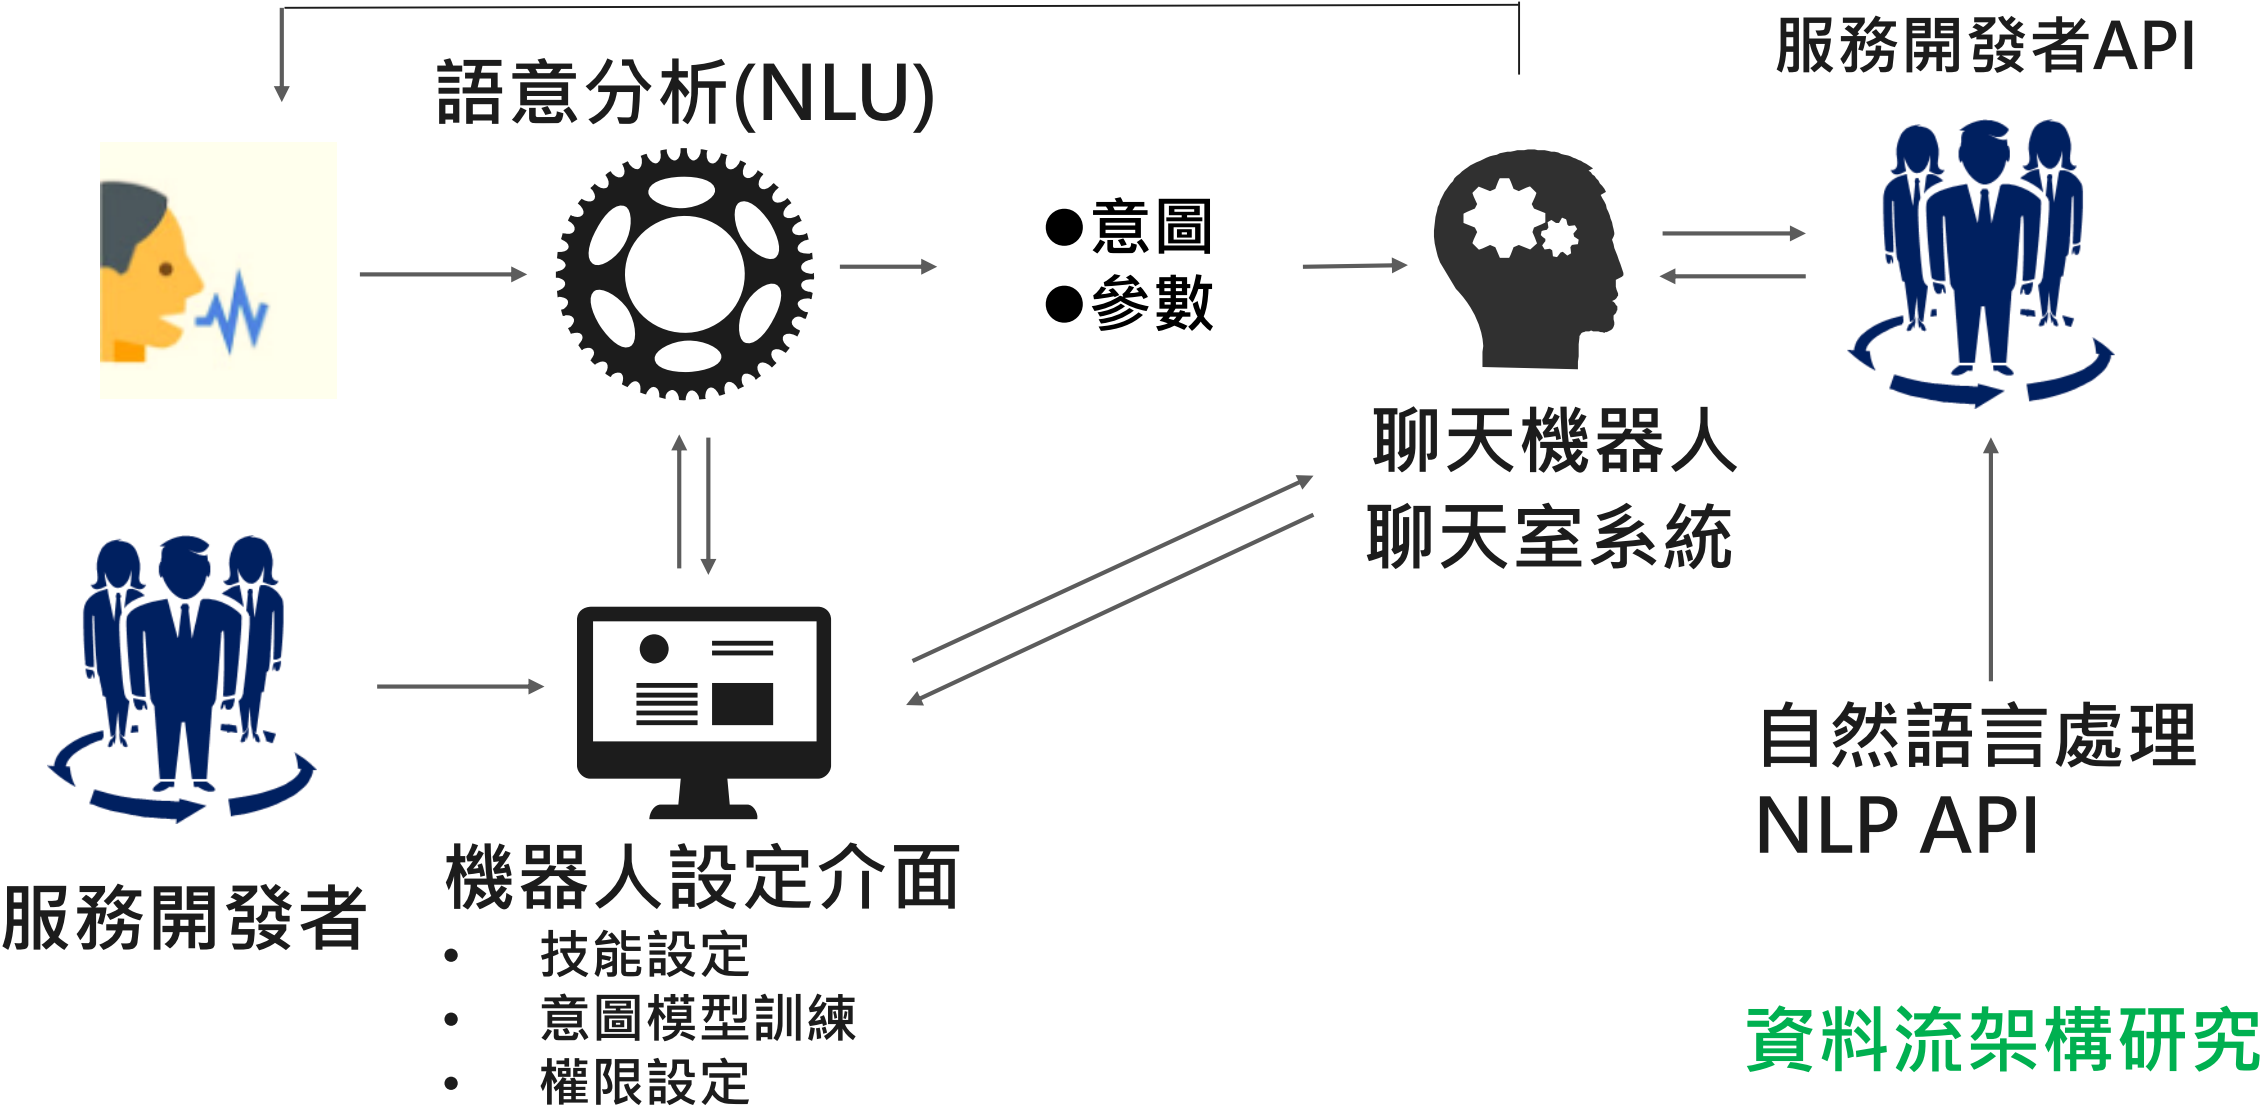 服務開發者API
語意分析(NLU)
●意圖
●參數
聊天機器人
聊天室系統
自然語言處理
NLP API
機器人設定介面
服務開發者
• 技能設定
• 意圖模型訓練
• 權限設定
資料流架構研究